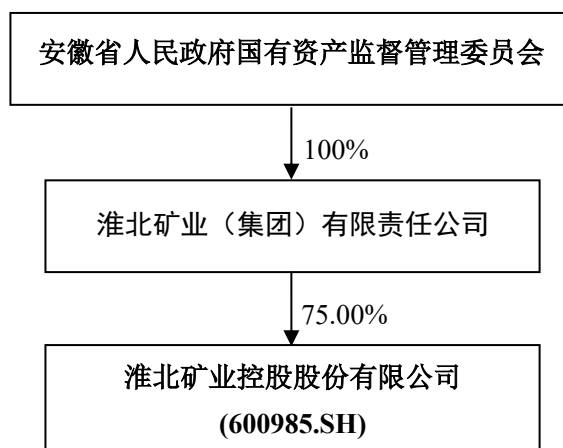 安徽省人民政府国有资产监督管理委员会
100%
淮北矿业（集团）有限责任公司
75.00%
淮北矿业控股股份有限公司
(600985.SH)